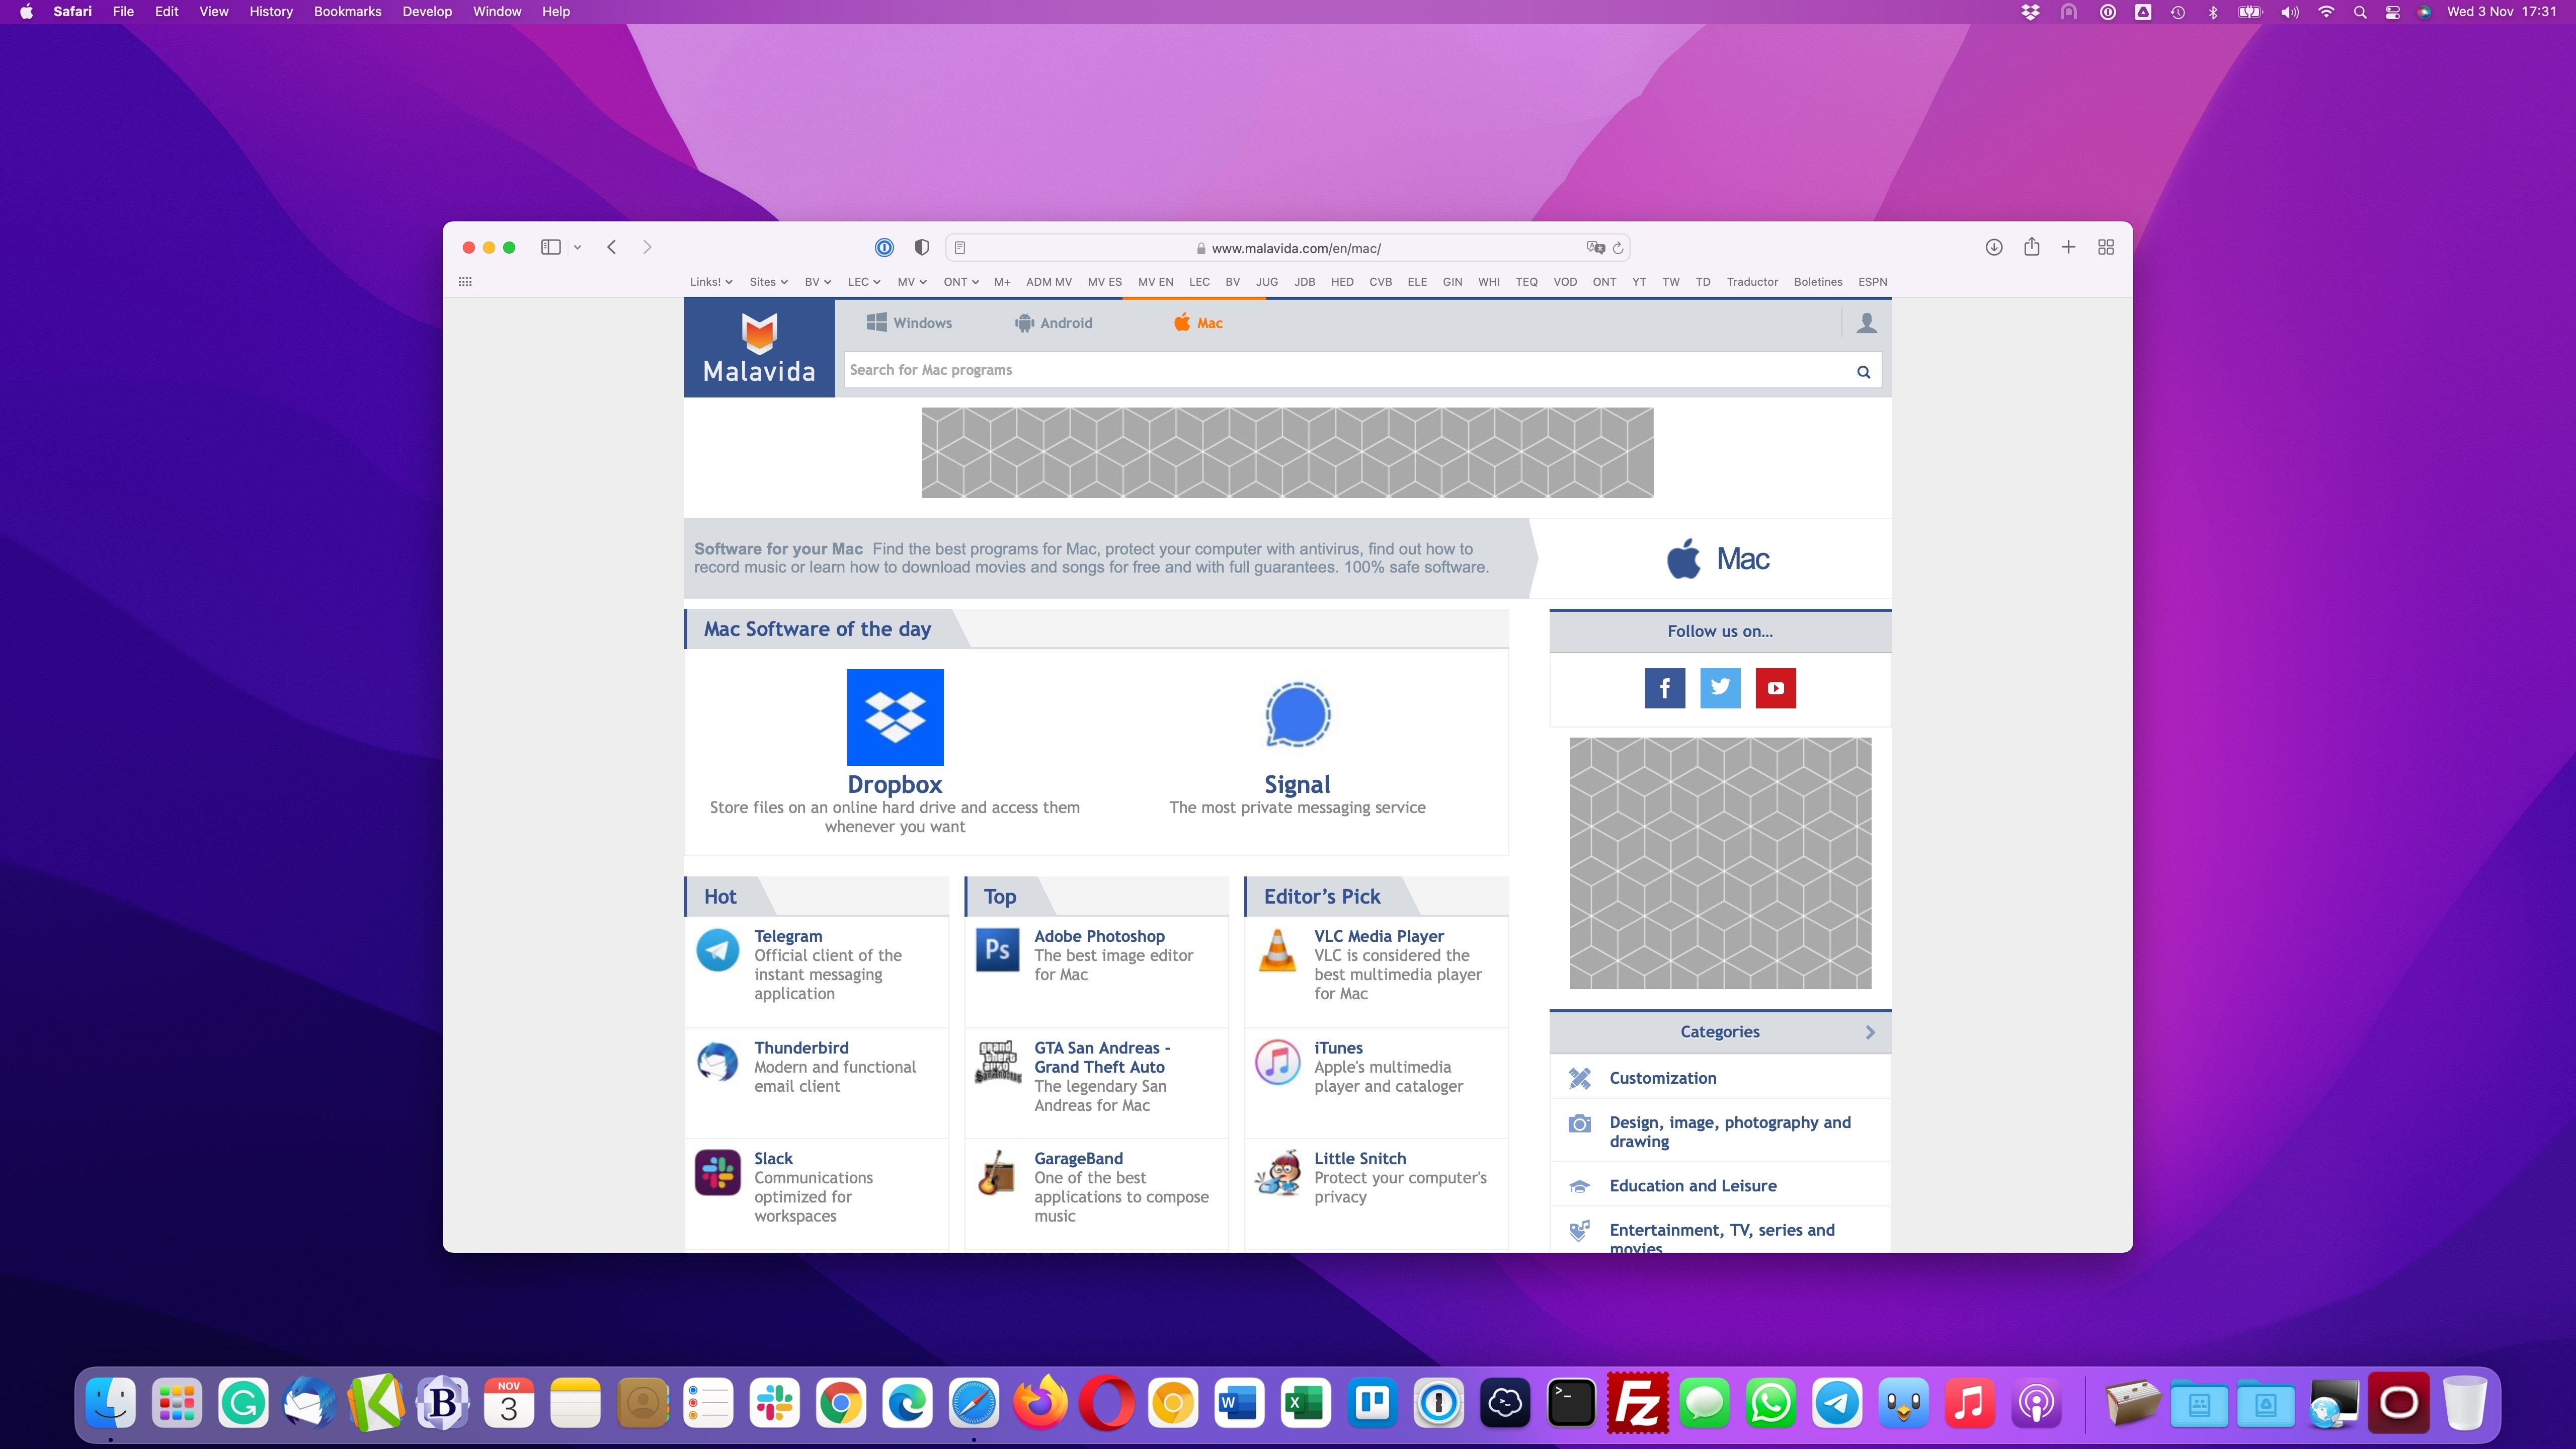 Safari File Edit View History Bookmarks Develop Window Help
Wed 3 Nov 17:31
www.malavida.com/en/mac/
Links! Sites BV LEC MV ONT M+ ADM MV MV ES MV EN LEC BV JUG JDB HED CVB ELE GIN WHI TEQ VOD ONT YT TW TD Traductor Boletines ESPN
Malavida
Windows Android Mac
Search for Mac programs
Software for your Mac Find the best programs for Mac, protect your computer with antivirus, find out how to
record music or learn how to download movies and songs for free and with full guarantees. 100% safe software.
Mac
Mac Software of the day
Dropbox
Store files on an online hard drive and access them
whenever you want
Signal
The most private messaging service
Follow us on...
Hot
Telegram
Official client of the
instant messaging
application
Thunderbird
Modern and functional
email client
Slack
Communications
optimized for
workspaces
Top
Ps
Adobe Photoshop
The best image editor
for Mac
grand
theft
auto
SanAndreas
GTA San Andreas -
Grand Theft Auto
The legendary San
Andreas for Mac
GarageBand
One of the best
applications to compose
music
Editor's Pick
VLC Media Player
VLC is considered the
best multimedia player
for Mac
iTunes
Apple's multimedia
player and cataloger
Little Snitch
Protect your computer's
privacy
Categories
Customization
Design, image, photography and
drawing
Education and Leisure
Entertainment, TV, series and
movies
NOV
3
B
W
X
>_
Fz